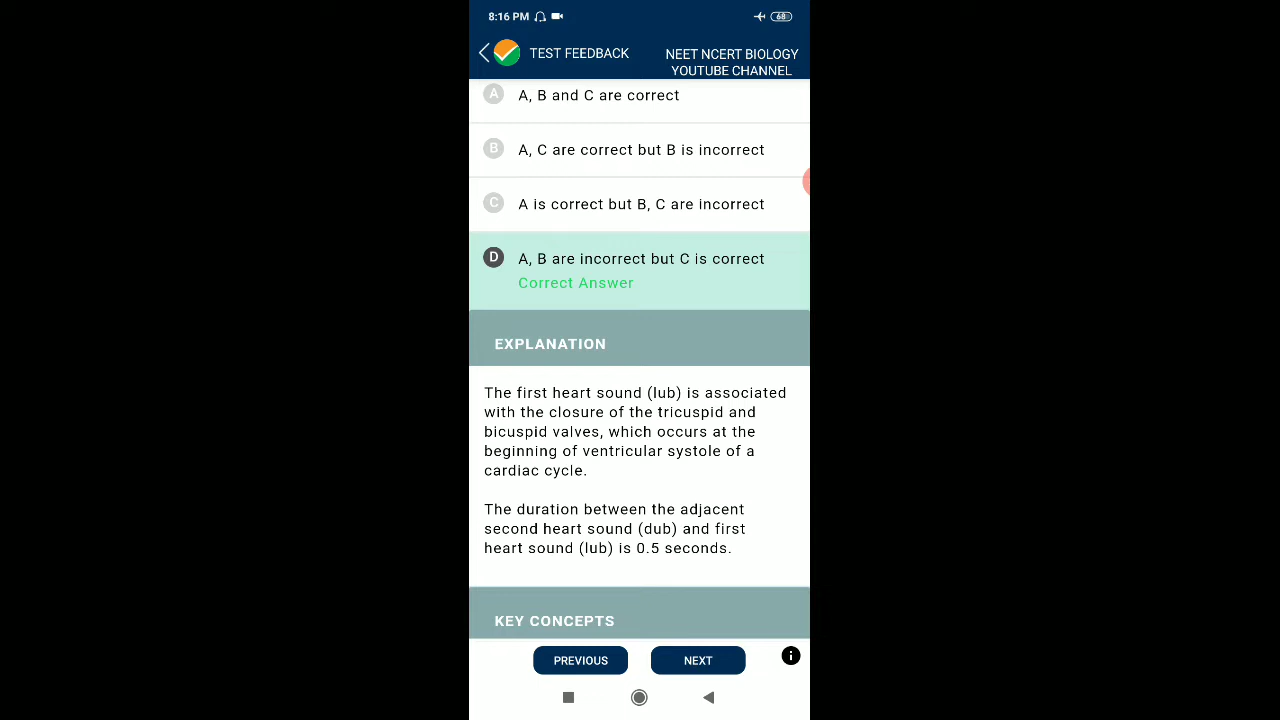 8:16 PM
68
TEST FEEDBACK
NEET NCERT BIOLOGY
YOUTUBE CHANNEL
A A, B and C are correct
B A, C are correct but B is incorrect
C A is correct but B, C are incorrect
D A, B are incorrect but C is correct
Correct Answer
EXPLANATION
The first heart sound (lub) is associated
with the closure of the tricuspid and
bicuspid valves, which occurs at the
beginning of ventricular systole of a
cardiac cycle.
The duration between the adjacent
second heart sound (dub) and first
heart sound (lub) is 0.5 seconds.
KEY CONCEPTS
PREVIOUS
NEXT
i